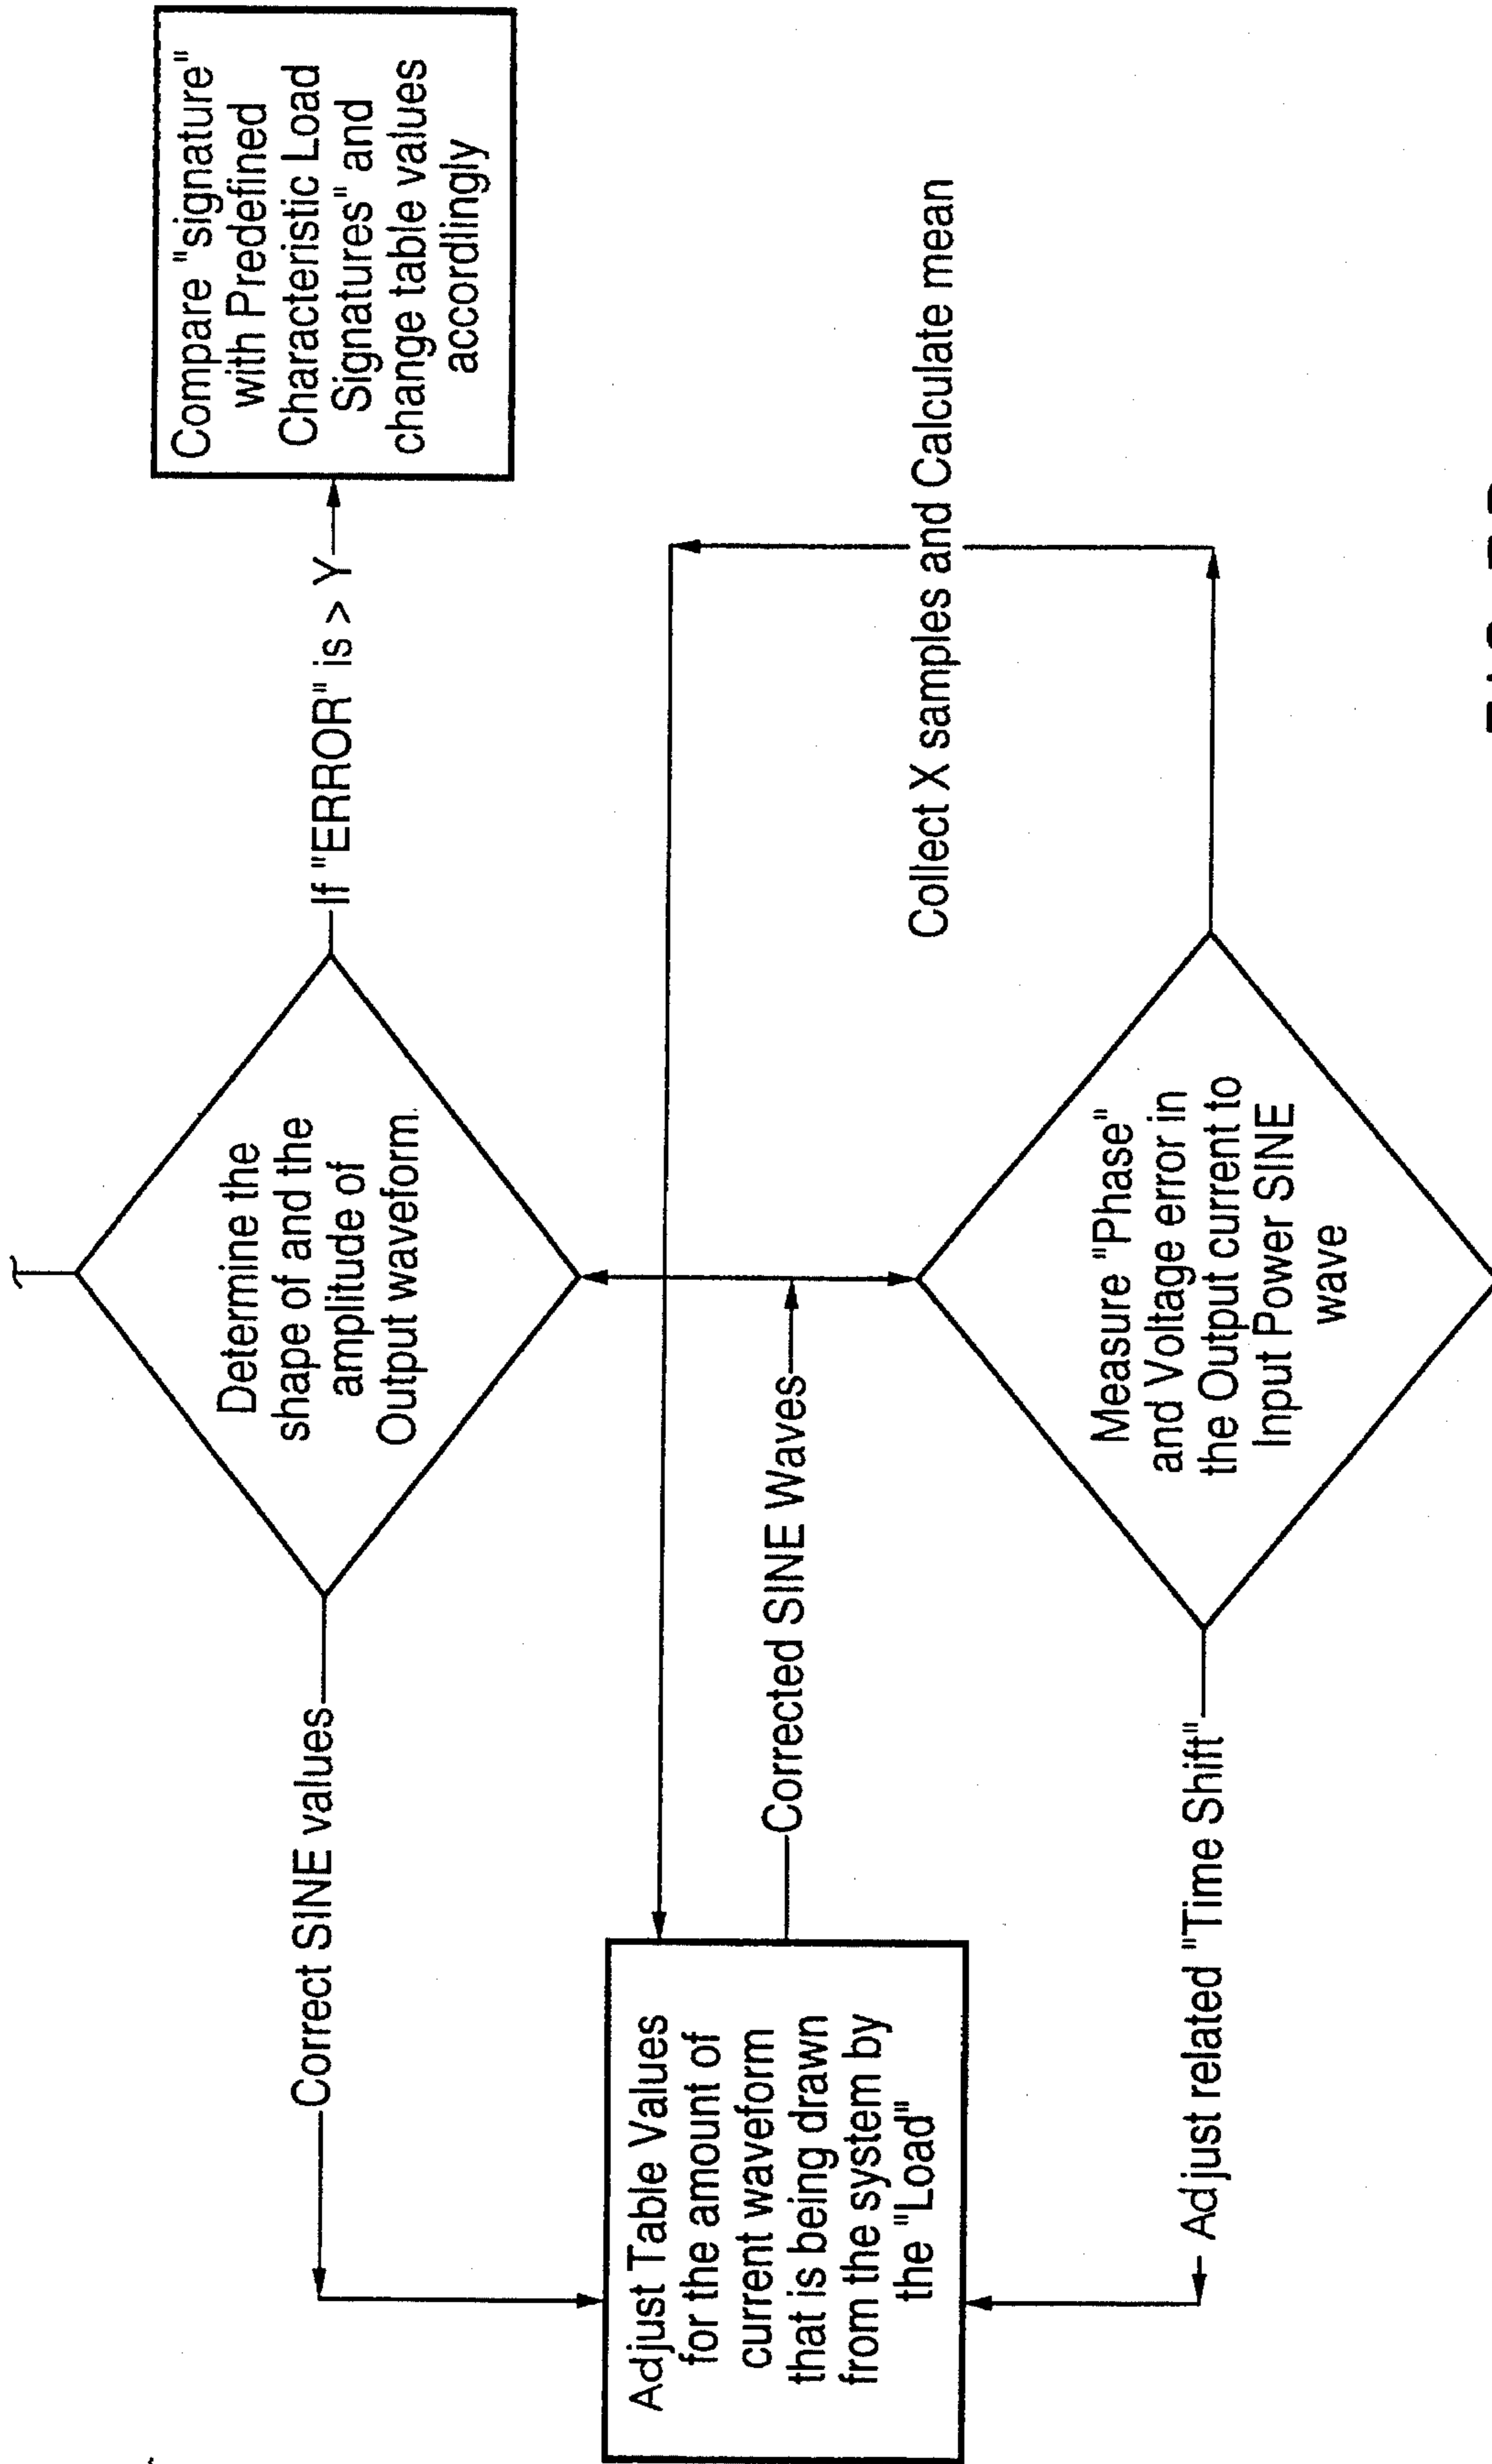 Determine the
shape of and the
amplitude of
Output waveform.
If "ERROR" is > Y
Compare "signature"
with Predefined
Characteristic Load
Signatures" and
change table values
accordlingly
Correct SINE values
Adjust Table Values
for the amount of
current waveform
that is being drawn
from the system by
the "Load"
Corrected SINE Waves
Collect X samples and Calculate mean
Measure "Phase"
and Voltage error in
the Output current to
Input Power SINE
wave
Adjust related "Time Shift"